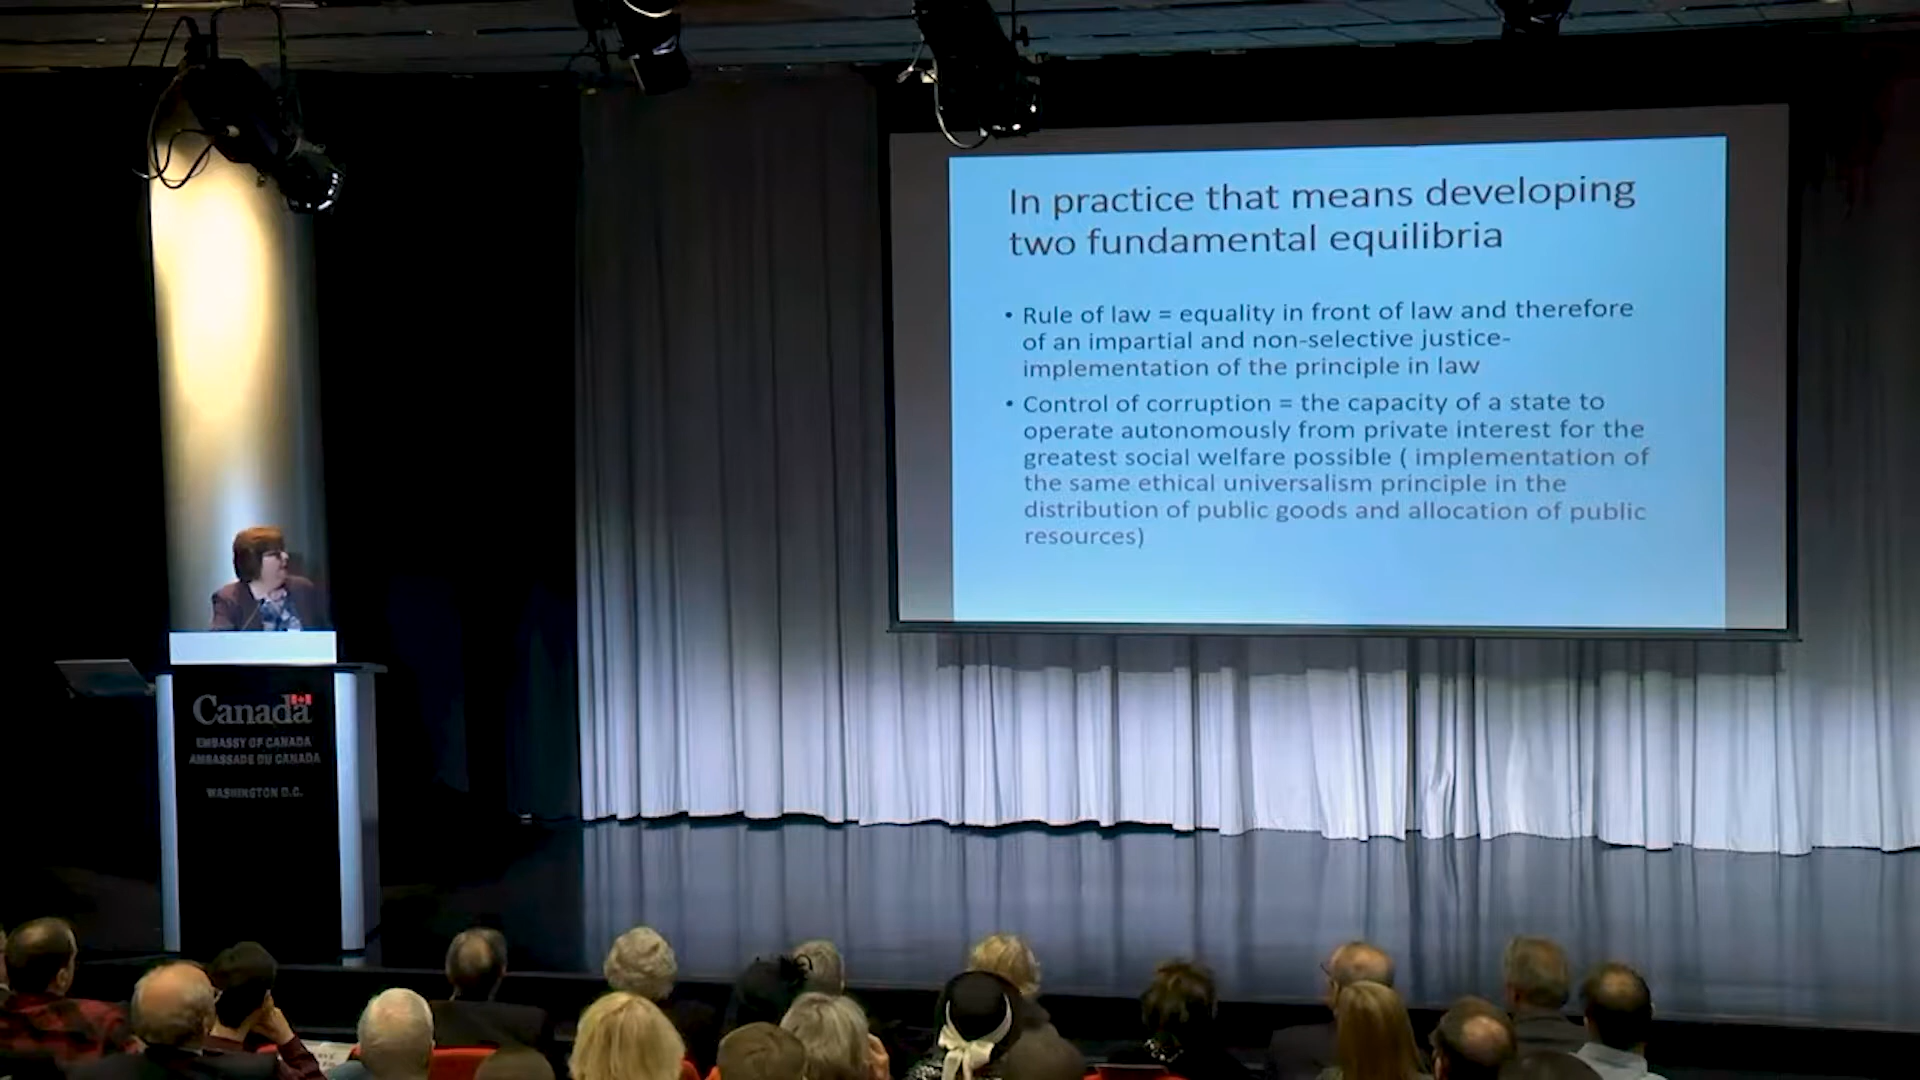 In practice that means developing
two fundamental equilibria
• Rule of law = equality in front of law and therefore
of an impartial and non-selective justice-
implementation of the principle in law
• Control of corruption = the capacity of a state to
operate autonomously from private interest for the
greatest social welfare possible ( implementation of
the same ethical universalism principle in the
distribution of public goods and allocation of public
resources)
Canada
EMBASSY OF CANADA
AMBASSADE DU CANADA
WASHINGTON D.C.